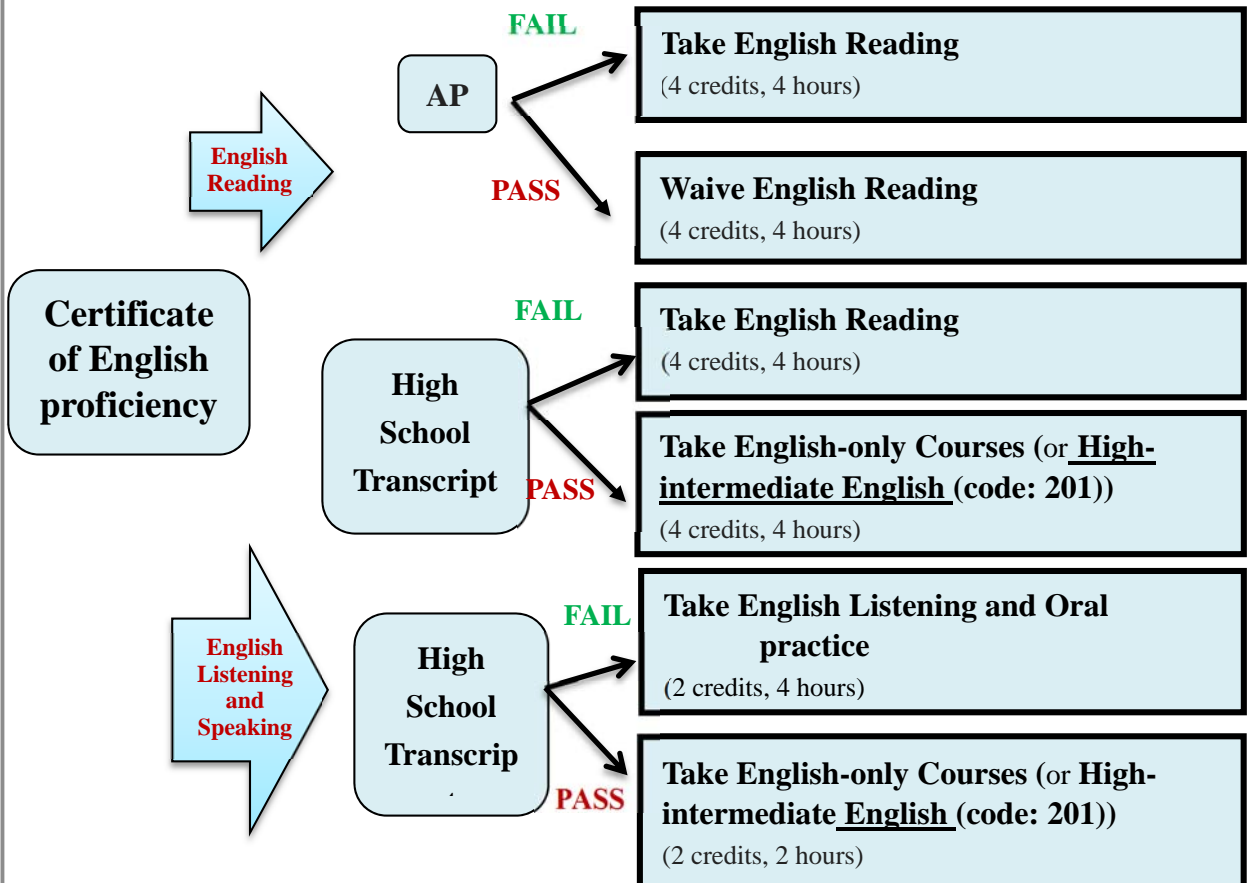 FAIL
Take English Reading
(4 credits, 4 hours)
AP
English
Reading
PASS
Waive English Reading
(4 credits, 4 hours)
Certificate
of English
proficiency
FAIL
Take English Reading
(4 credits, 4 hours)
High
School
Transcript
PASS
Take English-only Courses (or High-
intermediate English (code: 201))
(4 credits, 4 hours)
English
Listening
and
Speaking
FAIL
Take English Listening and Oral
practice
(2 credits, 4 hours)
High
School
Transcrip
PASS
Take English-only Courses (or High-
intermediate English (code: 201))
(2 credits, 2 hours)